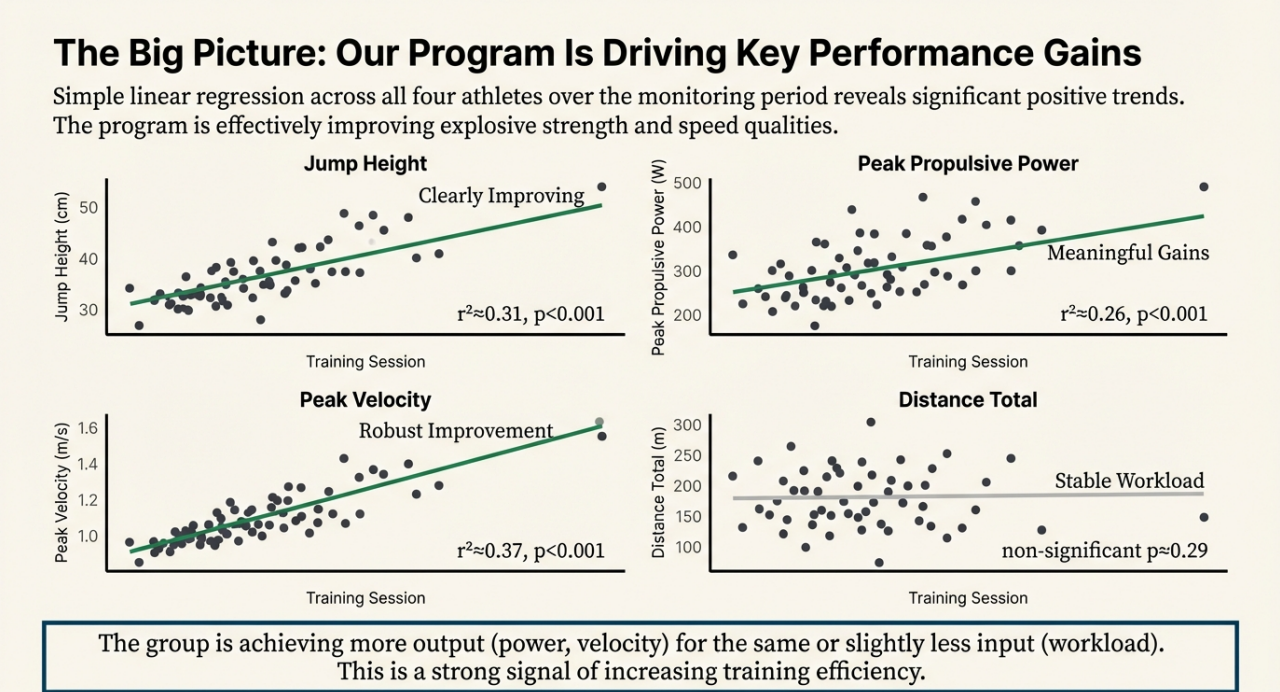 The Big Picture: Our Program Is Driving Key Performance Gains
Simple linear regression across all four athletes over the monitoring period reveals significant positive trends.
The program is effectively improving explosive strength and speed qualities.
Jump Height
Jump Height (cm)
50
40
30
Clearly Improving
r²≈0.31, p<0.001
Training Session
Peak Propulsive Power
Peak Propulsive Power (W)
500
400
300
200
Meaningful Gains
r²≈0.26, p<0.001
Training Session
Peak Velocity
Peak Velocity (m/s)
1.6
1.4
1.2
1.0
Robust Improvement
r²≈0.37, p<0.001
Training Session
Distance Total
Distance Total (m)
300
250
200
150
100
Stable Workload
non-significant p≈0.29
Training Session
The group is achieving more output (power, velocity) for the same or slightly less input (workload).
This is a strong signal of increasing training efficiency.